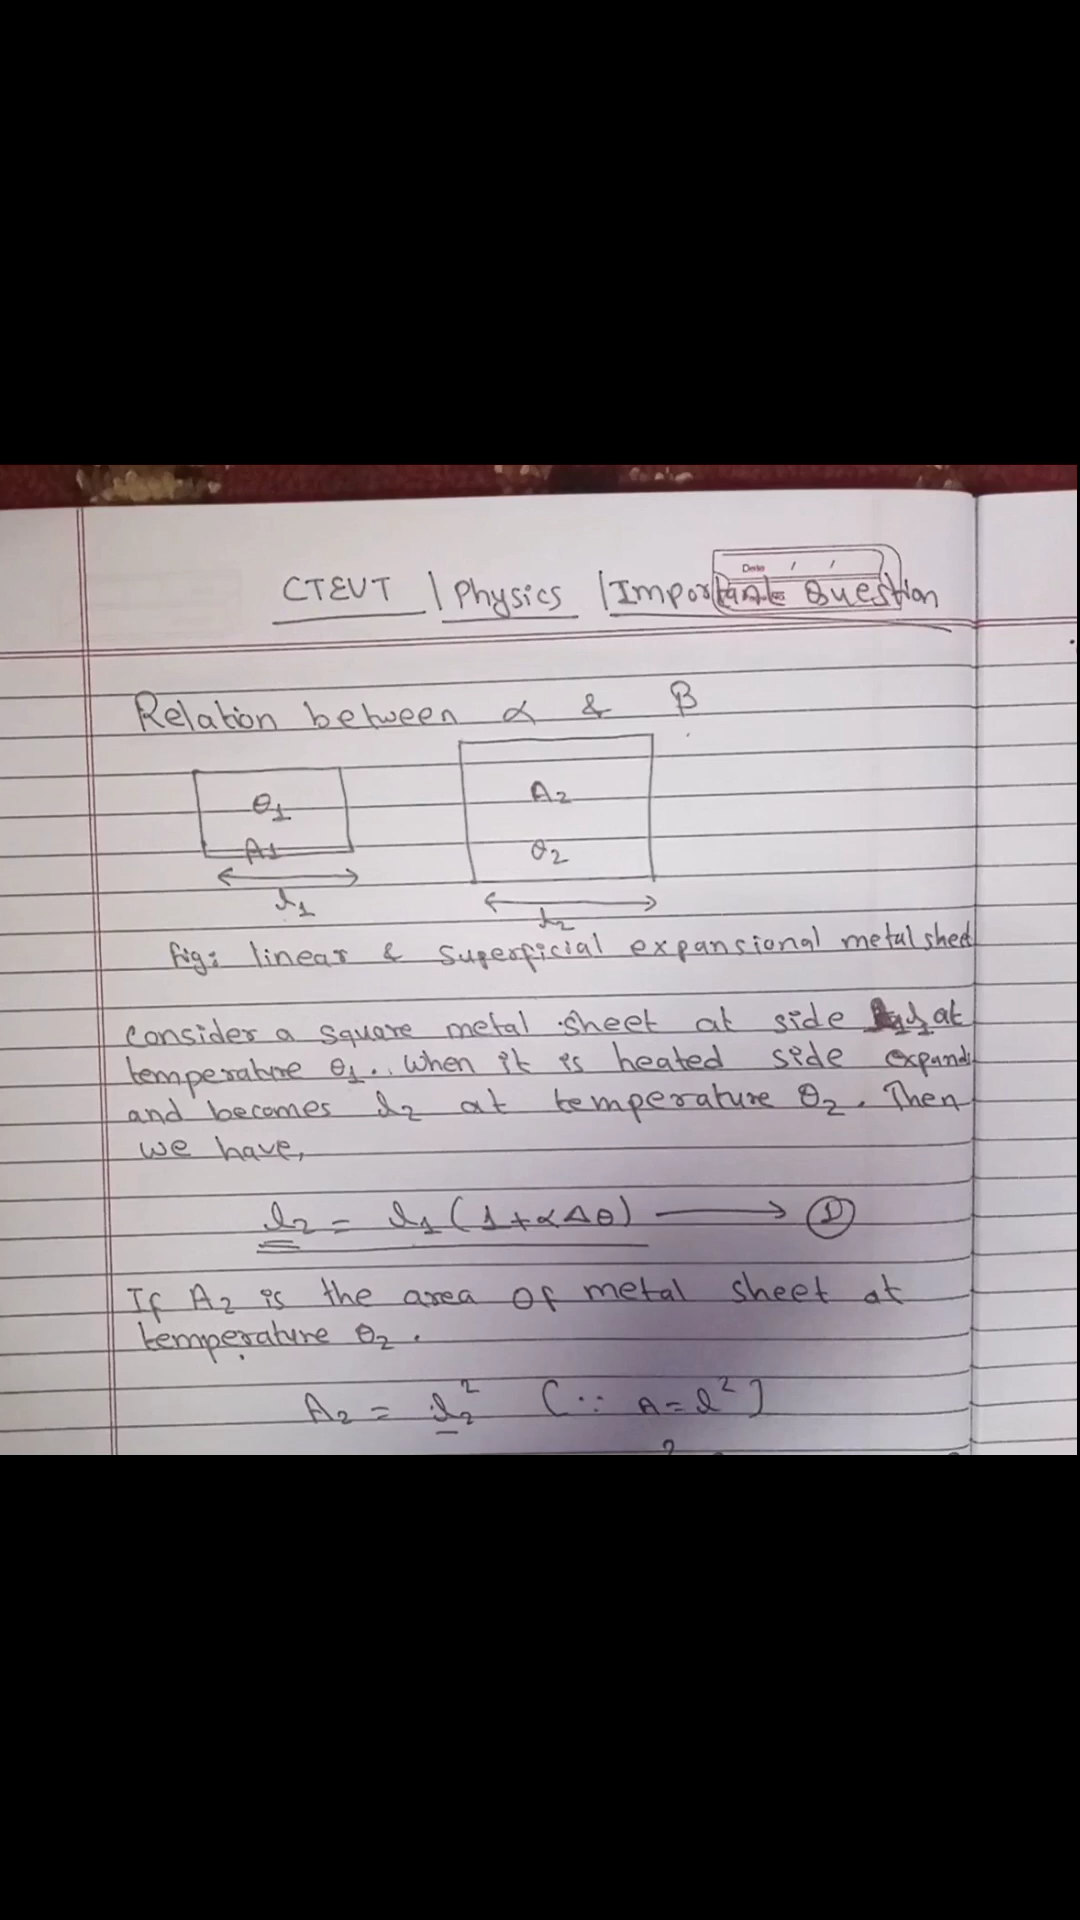 CTEVT | Physics | Important Question
Date / /
Relation between α & β
θ1
A1
l1
A2
θ2
l2
fig: linear & superficial expansional metal sheet
Consider a square metal sheet at side l1 at
temperature θ1. When it is heated side expand
and becomes l2 at temperature θ2. Then
we have,
l2 = l1 (1+αΔθ) → ①
If A2 is the area of metal sheet at
temperature θ2.
A2 = l2² [∵ A=l²]